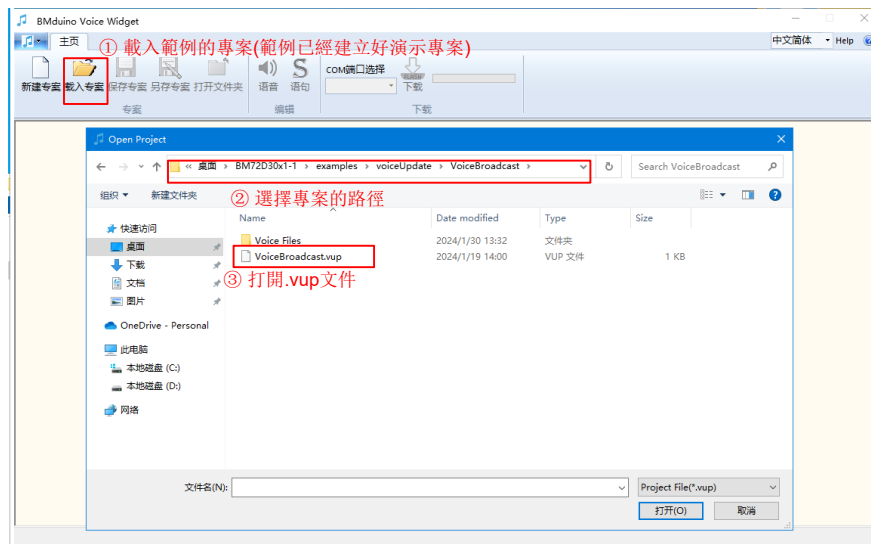 BMduino Voice Widget
主页
中文简体
Help
① 載入範例的專案(範例已經建立好演示專案)
新建专案 载入专案 保存专案 另存专案 打开文件夹
语音 语句
COM端口选择
下载
专案
编辑
下载
Open Project
« 桌面 › BM72D30x1-1 › examples › voiceUpdate › VoiceBroadcast ›
Search VoiceBroadcast
组织 新建文件夹
② 選擇專案的路徑
Name Date modified Type Size
快速访问
桌面
下载
文档
图片
OneDrive - Personal
此电脑
本地磁盘 (C:)
本地磁盘 (D:)
网络
Voice Files 2024/1/30 13:32 文件夹
VoiceBroadcast.vup 2024/1/19 14:00 VUP 文件 1 KB
③ 打開.vup文件
文件名(N):
Project File(*.vup)
打开(O) 取消